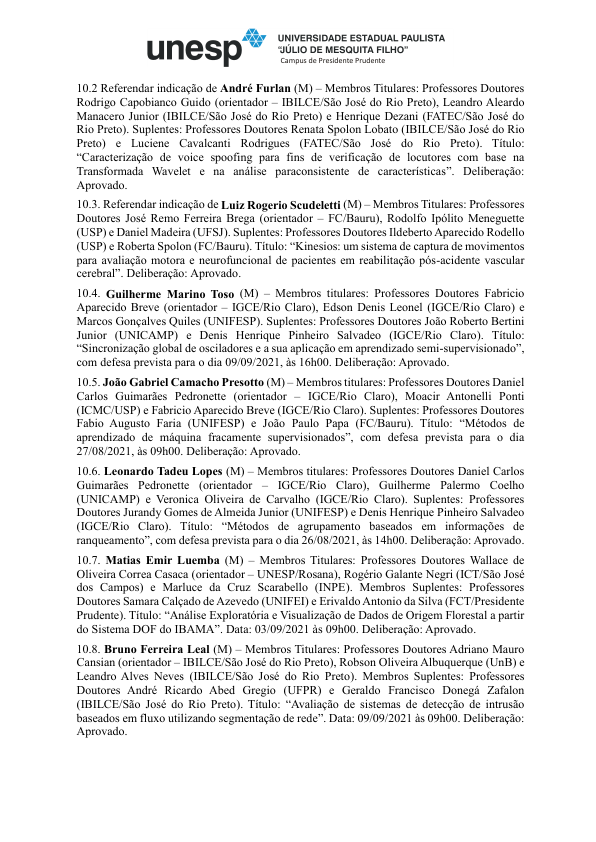 unesp
UNIVERSIDADE ESTADUAL PAULISTA
“JÚLIO DE MESQUITA FILHO”
Campus de Presidente Prudente
10.2 Referendar indicação de André Furlan (M) – Membros Titulares: Professores Doutores
Rodrigo Capobianco Guido (orientador – IBILCE/São José do Rio Preto), Leandro Aleardo
Manacero Junior (IBILCE/São José do Rio Preto) e Henrique Dezani (FATEC/São José do
Rio Preto). Suplentes: Professores Doutores Renata Spolon Lobato (IBILCE/São José do Rio
Preto) e Luciene Cavalcanti Rodrigues (FATEC/São José do Rio Preto). Título:
“Caracterização de voice spoofing para fins de verificação de locutores com base na
Transformada Wavelet e na análise paraconsistente de características”. Deliberação:
Aprovado.
10.3. Referendar indicação de Luiz Rogerio Scudeletti (M) – Membros Titulares: Professores
Doutores José Remo Ferreira Brega (orientador – FC/Bauru), Rodolfo Ipólito Meneguette
(USP) e Daniel Madeira (UFSJ). Suplentes: Professores Doutores Ildeberto Aparecido Rodello
(USP) e Roberta Spolon (FC/Bauru). Título: “Kinesios: um sistema de captura de movimentos
para avaliação motora e neurofuncional de pacientes em reabilitação pós-acidente vascular
cerebral”. Deliberação: Aprovado.
10.4. Guilherme Marino Toso (M) – Membros titulares: Professores Doutores Fabricio
Aparecido Breve (orientador – IGCE/Rio Claro), Edson Denis Leonel (IGCE/Rio Claro) e
Marcos Gonçalves Quiles (UNIFESP). Suplentes: Professores Doutores João Roberto Bertini
Junior (UNICAMP) e Denis Henrique Pinheiro Salvadeo (IGCE/Rio Claro). Título:
“Sincronização global de osciladores e a sua aplicação em aprendizado semi-supervisionado”,
com defesa prevista para o dia 09/09/2021, às 16h00. Deliberação: Aprovado.
10.5. João Gabriel Camacho Presotto (M) – Membros titulares: Professores Doutores Daniel
Carlos Guimarães Pedronette (orientador – IGCE/Rio Claro), Moacir Antonelli Ponti
(ICMC/USP) e Fabricio Aparecido Breve (IGCE/Rio Claro). Suplentes: Professores Doutores
Fabio Augusto Faria (UNIFESP) e João Paulo Papa (FC/Bauru). Título: “Métodos de
aprendizado de máquina fracamente supervisionados”, com defesa prevista para o dia
27/08/2021, às 09h00. Deliberação: Aprovado.
10.6. Leonardo Tadeu Lopes (M) – Membros titulares: Professores Doutores Daniel Carlos
Guimarães Pedronette (orientador – IGCE/Rio Claro), Guilherme Palermo Coelho
(UNICAMP) e Veronica Oliveira de Carvalho (IGCE/Rio Claro). Suplentes: Professores
Doutores Jurandy Gomes de Almeida Junior (UNIFESP) e Denis Henrique Pinheiro Salvadeo
(IGCE/Rio Claro). Título: “Métodos de agrupamento baseados em informações de
ranqueamento”, com defesa prevista para o dia 26/08/2021, às 14h00. Deliberação: Aprovado.
10.7. Matias Emir Luemba (M) – Membros Titulares: Professores Doutores Wallace de
Oliveira Correa Casaca (orientador – UNESP/Rosana), Rogério Galante Negri (ICT/São José
dos Campos) e Marluce da Cruz Scarabello (INPE). Membros Suplentes: Professores
Doutores Samara Calçado de Azevedo (UNIFEI) e Erivaldo Antonio da Silva (FCT/Presidente
Prudente). Título: “Análise Exploratória e Visualização de Dados de Origem Florestal a partir
do Sistema DOF do IBAMA”. Data: 03/09/2021 às 09h00. Deliberação: Aprovado.
10.8. Bruno Ferreira Leal (M) – Membros Titulares: Professores Doutores Adriano Mauro
Cansian (orientador – IBILCE/São José do Rio Preto), Robson Oliveira Albuquerque (UnB) e
Leandro Alves Neves (IBILCE/São José do Rio Preto). Membros Suplentes: Professores
Doutores André Ricardo Abed Gregio (UFPR) e Geraldo Francisco Donegá Zafalon
(IBILCE/São José do Rio Preto). Título: “Avaliação de sistemas de detecção de intrusão
baseados em fluxo utilizando segmentação de rede”. Data: 09/09/2021 às 09h00. Deliberação:
Aprovado.